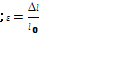 ; ε = Δl / l₀